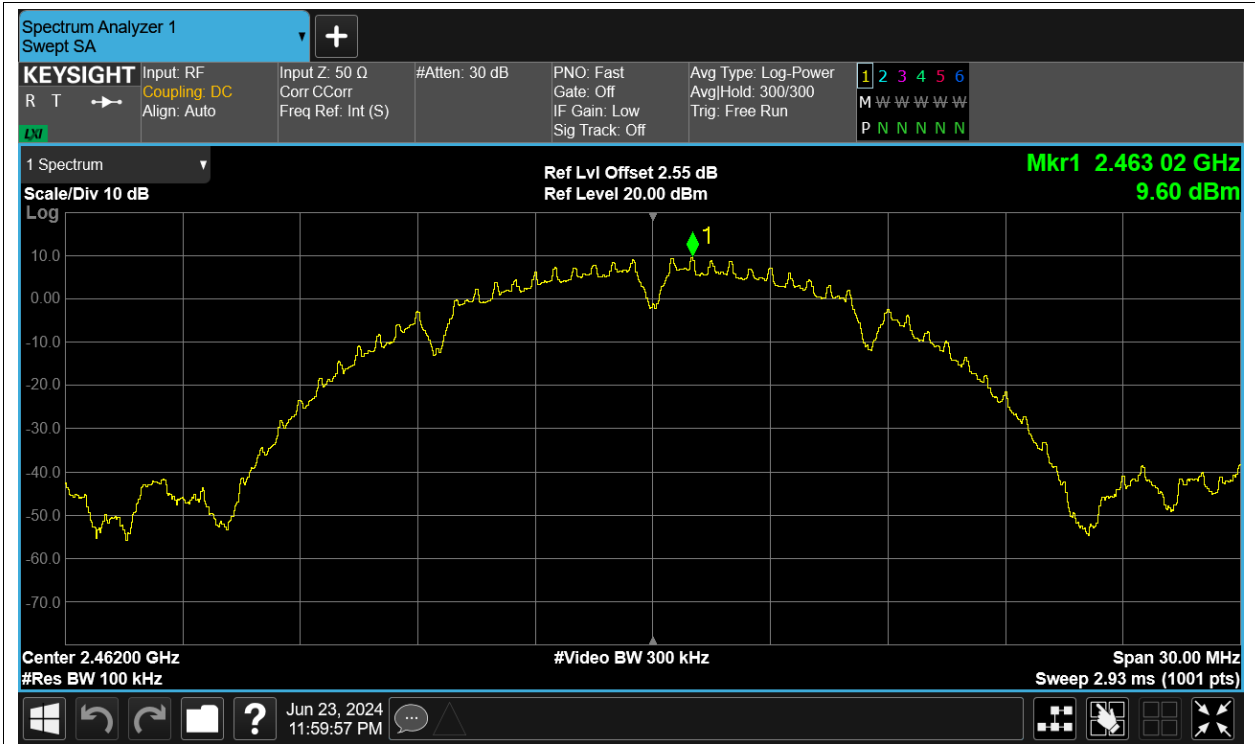 Spectrum Analyzer 1
Swept SA
KEYSIGHT
R T
LXI
Input: RF
Coupling: DC
Align: Auto
Input Z: 50 Ω
Corr CCorr
Freq Ref: Int (S)
#Atten: 30 dB
PNO: Fast
Gate: Off
IF Gain: Low
Sig Track: Off
Avg Type: Log-Power
Avg|Hold: 300/300
Trig: Free Run
1 2 3 4 5 6
M W W W W W
P N N N N N
1 Spectrum
Scale/Div 10 dB
Log
Ref Lvl Offset 2.55 dB
Ref Level 20.00 dBm
Mkr1 2.463 02 GHz
9.60 dBm
1
10.0
0.00
-10.0
-20.0
-30.0
-40.0
-50.0
-60.0
-70.0
Center 2.46200 GHz
#Res BW 100 kHz
#Video BW 300 kHz
Span 30.00 MHz
Sweep 2.93 ms (1001 pts)
?
Jun 23, 2024
11:59:57 PM